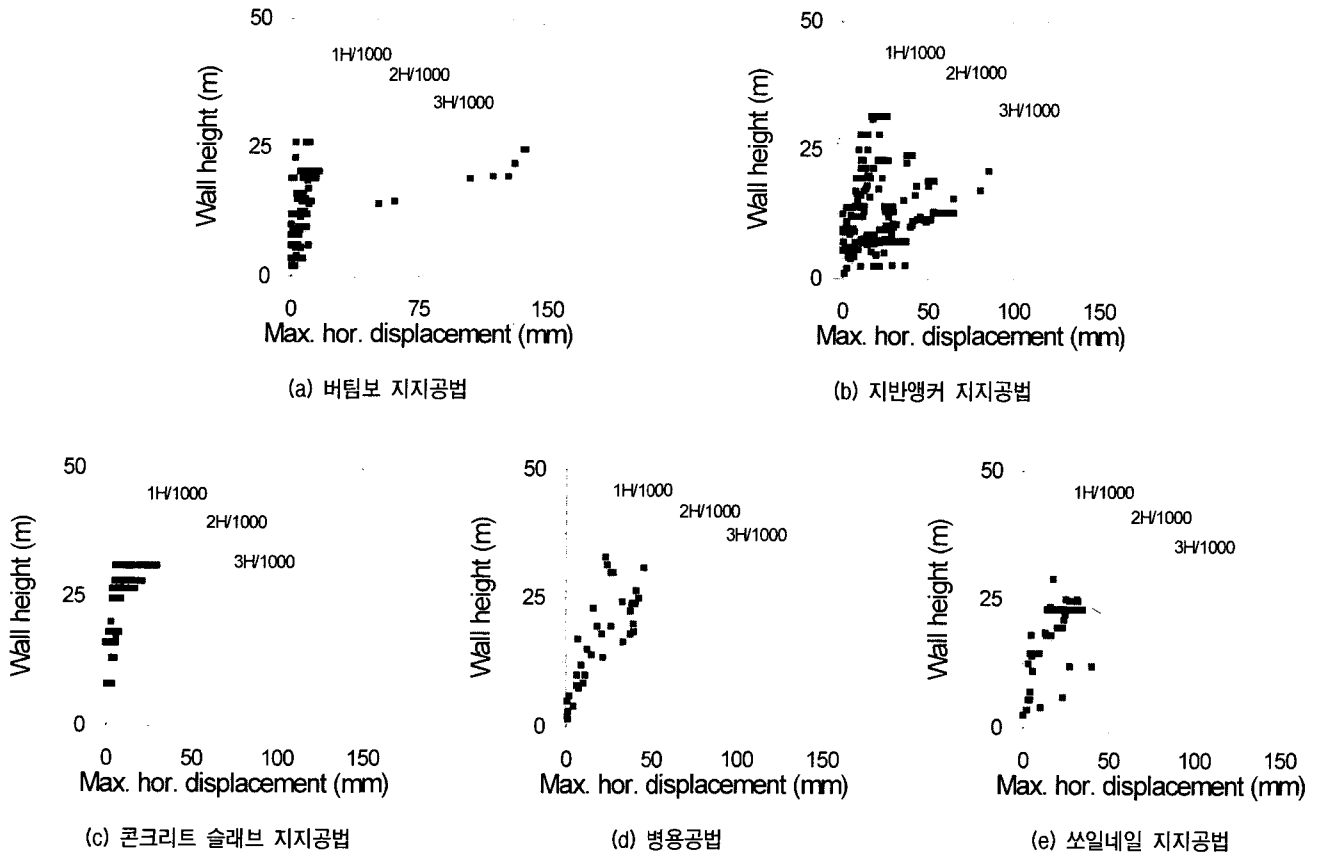 50
25
0
Wall height (m)
1H/1000
2H/1000
3H/1000
0 75 150
Max. hor. displacement (mm)
(a) 버팀보 지지공법
50
25
0
Wall height (m)
1H/1000
2H/1000
3H/1000
0 50 100 150
Max. hor. displacement (mm)
(b) 지반앵커 지지공법
50
25
0
Wall height (m)
1H/1000
2H/1000
3H/1000
0 50 100 150
Max. hor. displacement (mm)
(c) 콘크리트 슬래브 지지공법
50
25
0
Wall height (m)
1H/1000
2H/1000
3H/1000
0 50 100 150
Max. hor. displacement (mm)
(d) 병용공법
50
25
0
Wall height (m)
1H/1000
2H/1000
3H/1000
0 50 100 150
Max. hor. displacement (mm)
(e) 쏘일네일 지지공법